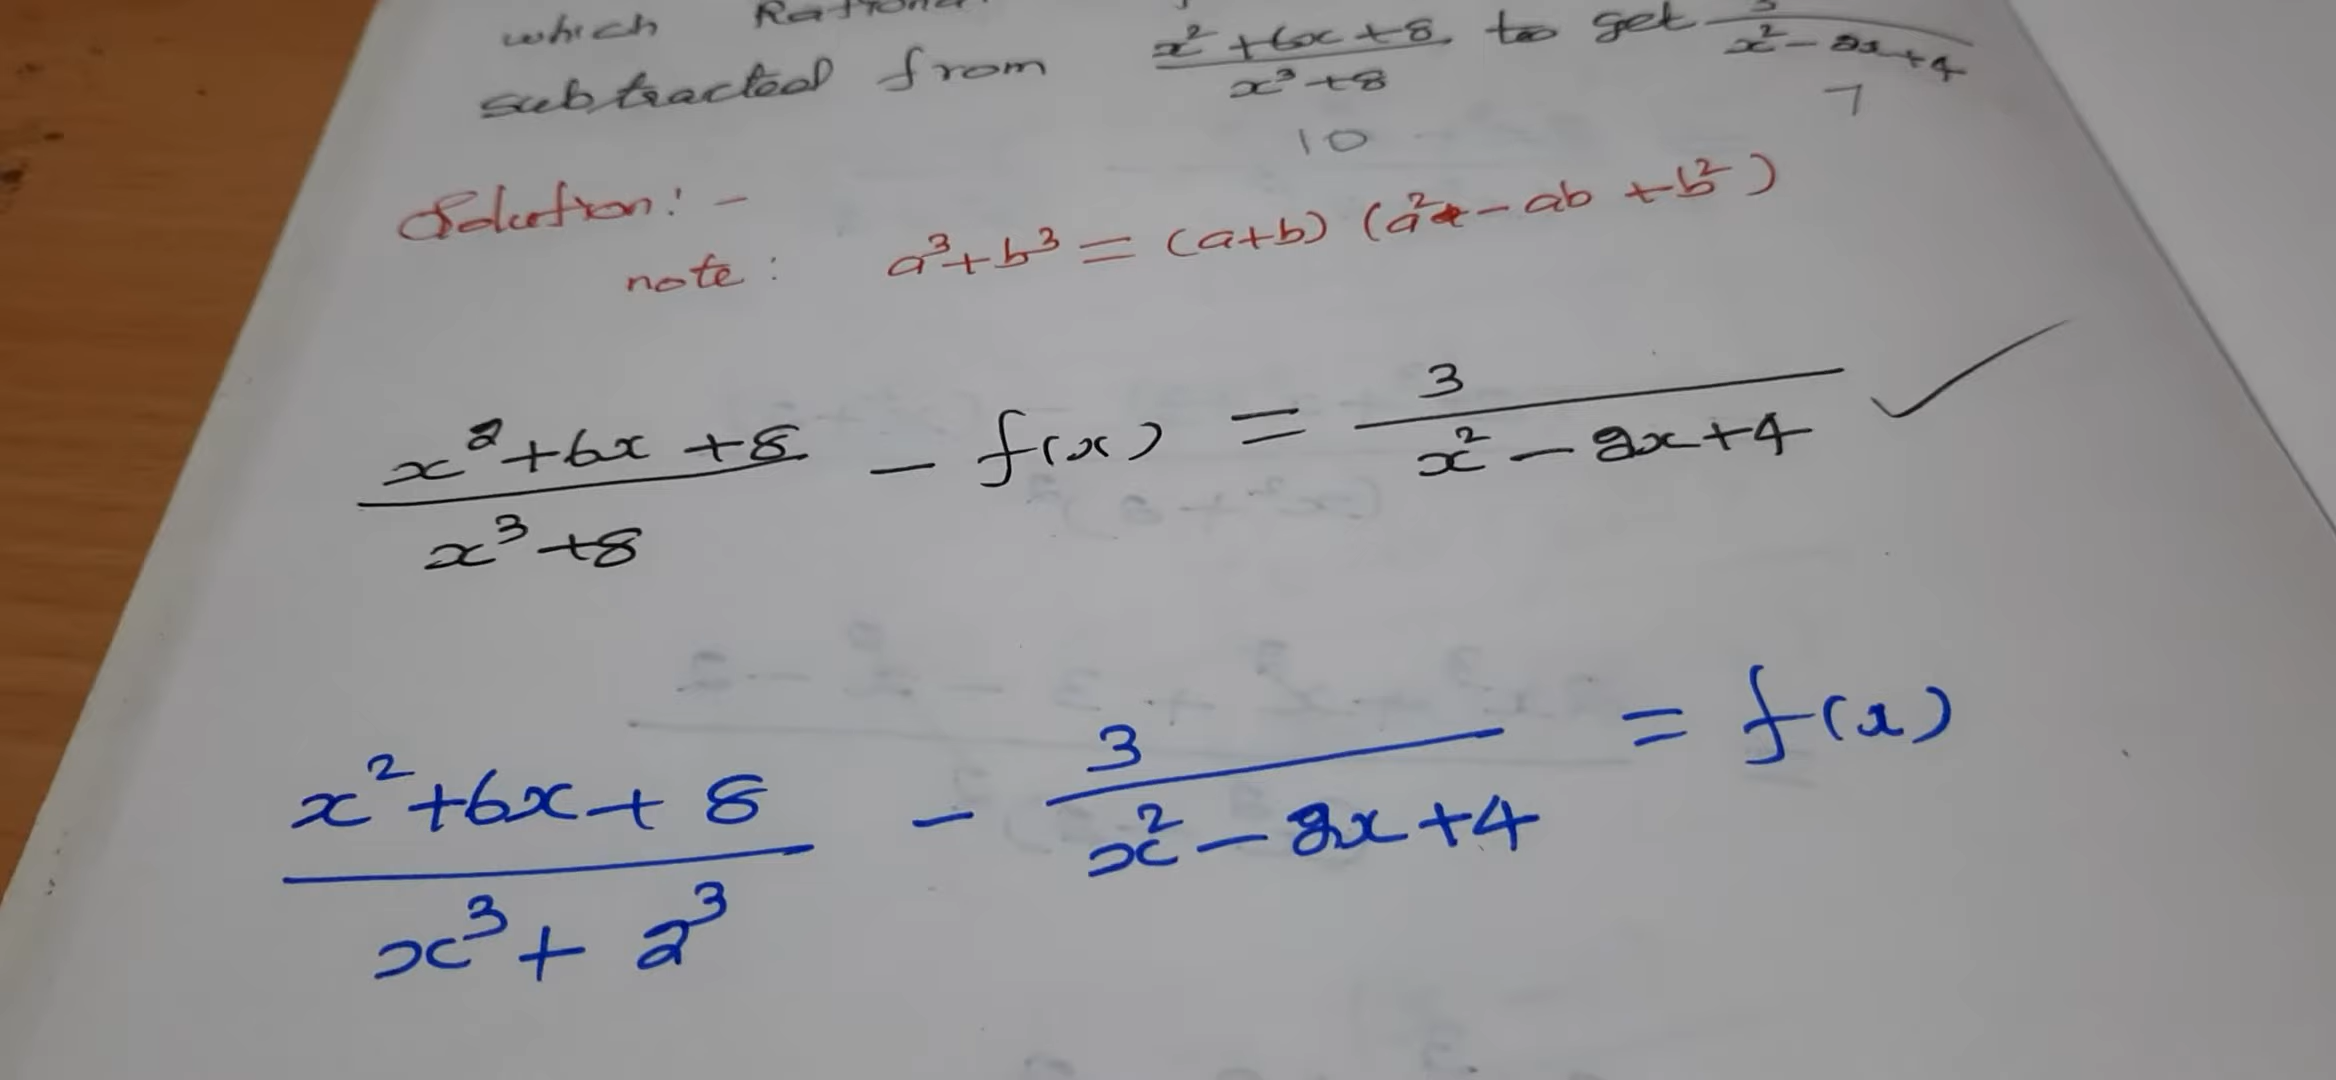 which
subtracted from x² + 6x + 8 / x³ + 8 to get 3 / x² - 2x + 4
10 7
Solution: -
note : a³ + b³ = (a+b) (a² - ab + b²)
x² + 6x + 8 / x³ + 8 - f(x) = 3 / x² - 2x + 4 ✓
x² + 6x + 8 / x³ + 2³ - 3 / x² - 2x + 4 = f(x)